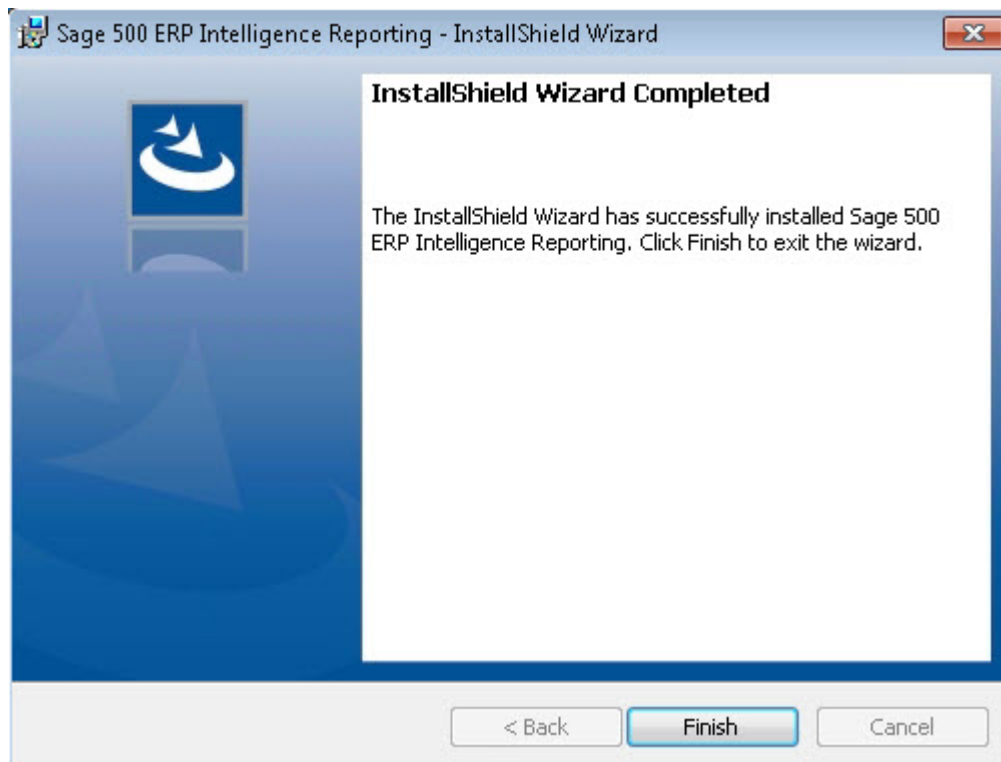 Sage 500 ERP Intelligence Reporting - InstallShield Wizard
InstallShield Wizard Completed
The InstallShield Wizard has successfully installed Sage 500
ERP Intelligence Reporting. Click Finish to exit the wizard.
< Back Finish Cancel